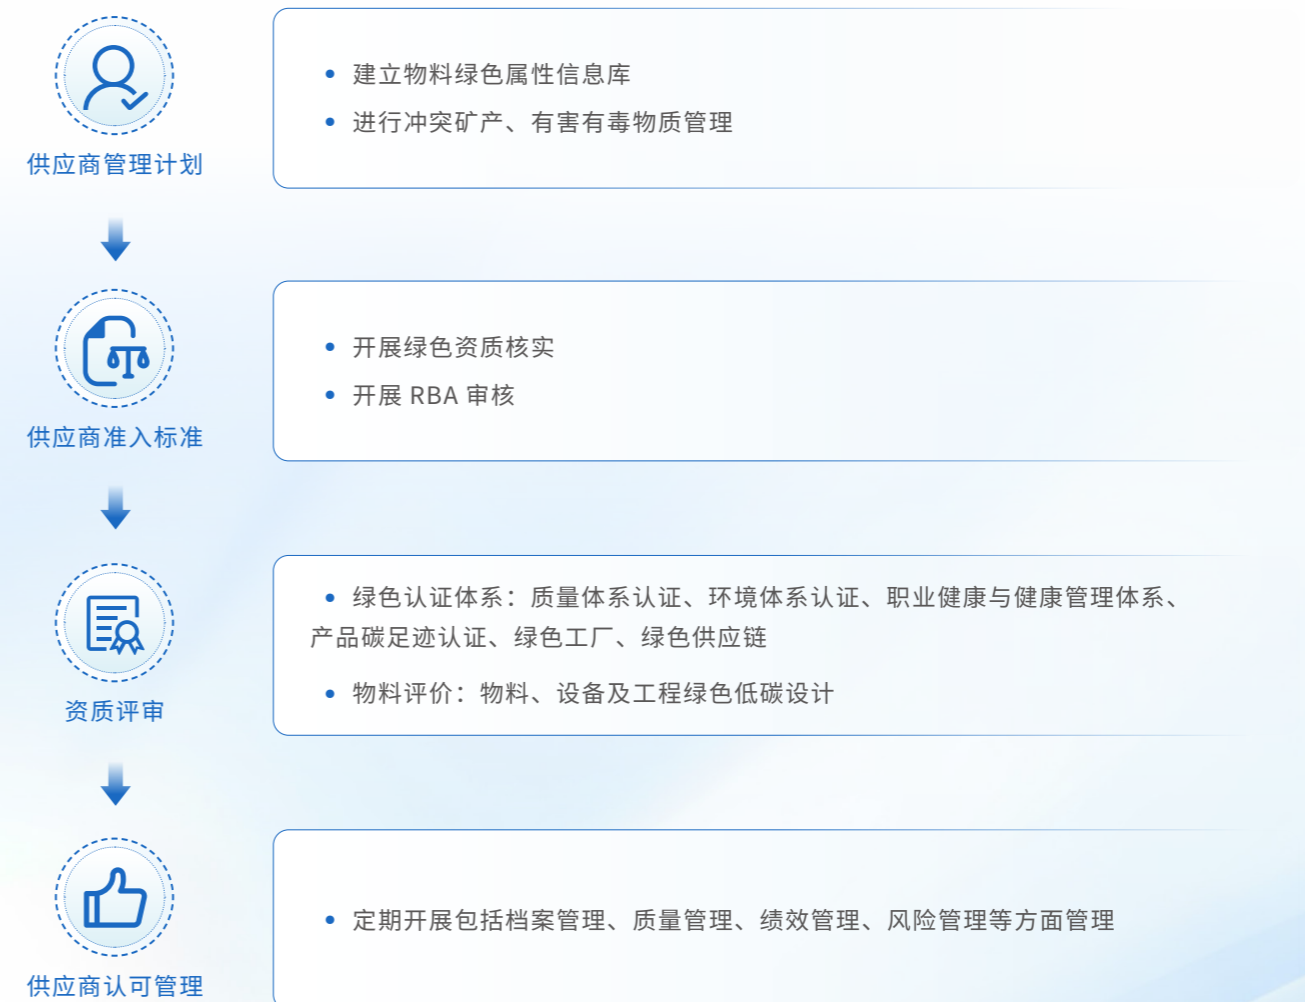 建立物料绿色属性信息库
进行冲突矿产、有害有毒物质管理
供应商管理计划
开展绿色资质核实
开展 RBA 审核
供应商准入标准
绿色认证体系：质量体系认证、环境体系认证、职业健康与健康管理体系、
产品碳足迹认证、绿色工厂、绿色供应链
物料评价：物料、设备及工程绿色低碳设计
资质评审
定期开展包括档案管理、质量管理、绩效管理、风险管理等方面管理
供应商认可管理